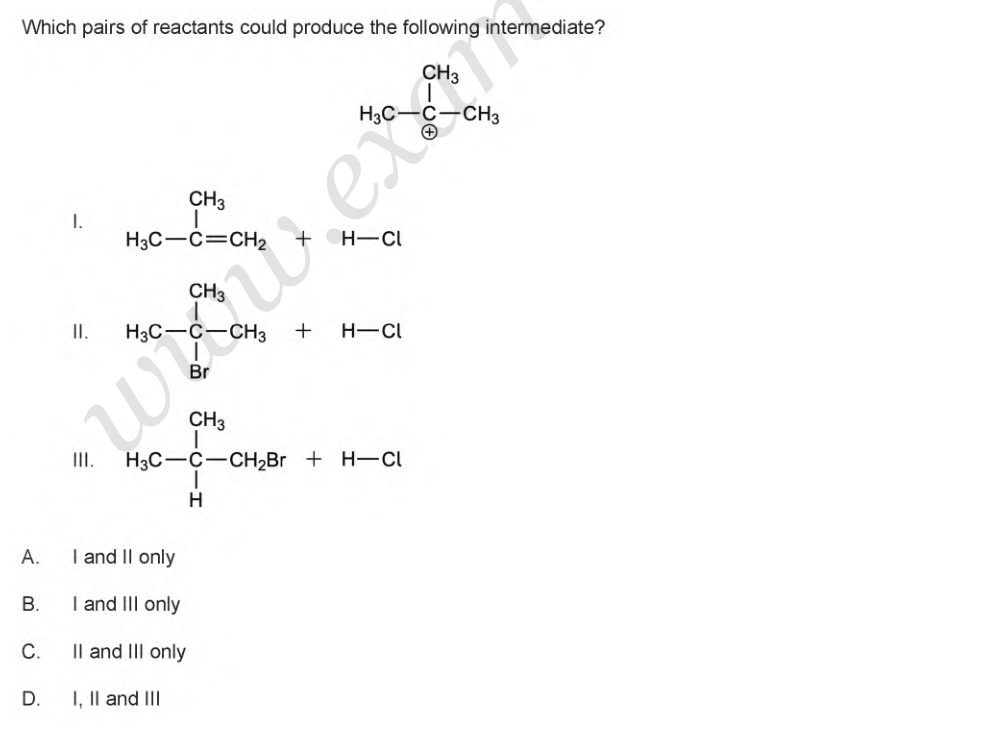 Which pairs of reactants could produce the following intermediate?
CH₃
H₃C—C—CH₃
⊕
CH₃
I. H₃C—C=CH₂ + H—Cl
CH₃
II. H₃C—C—CH₃ + H—Cl
Br
CH₃
III. H₃C—C—CH₂Br + H—Cl
H
A. I and II only
B. I and III only
C. II and III only
D. I, II and III
www.exam